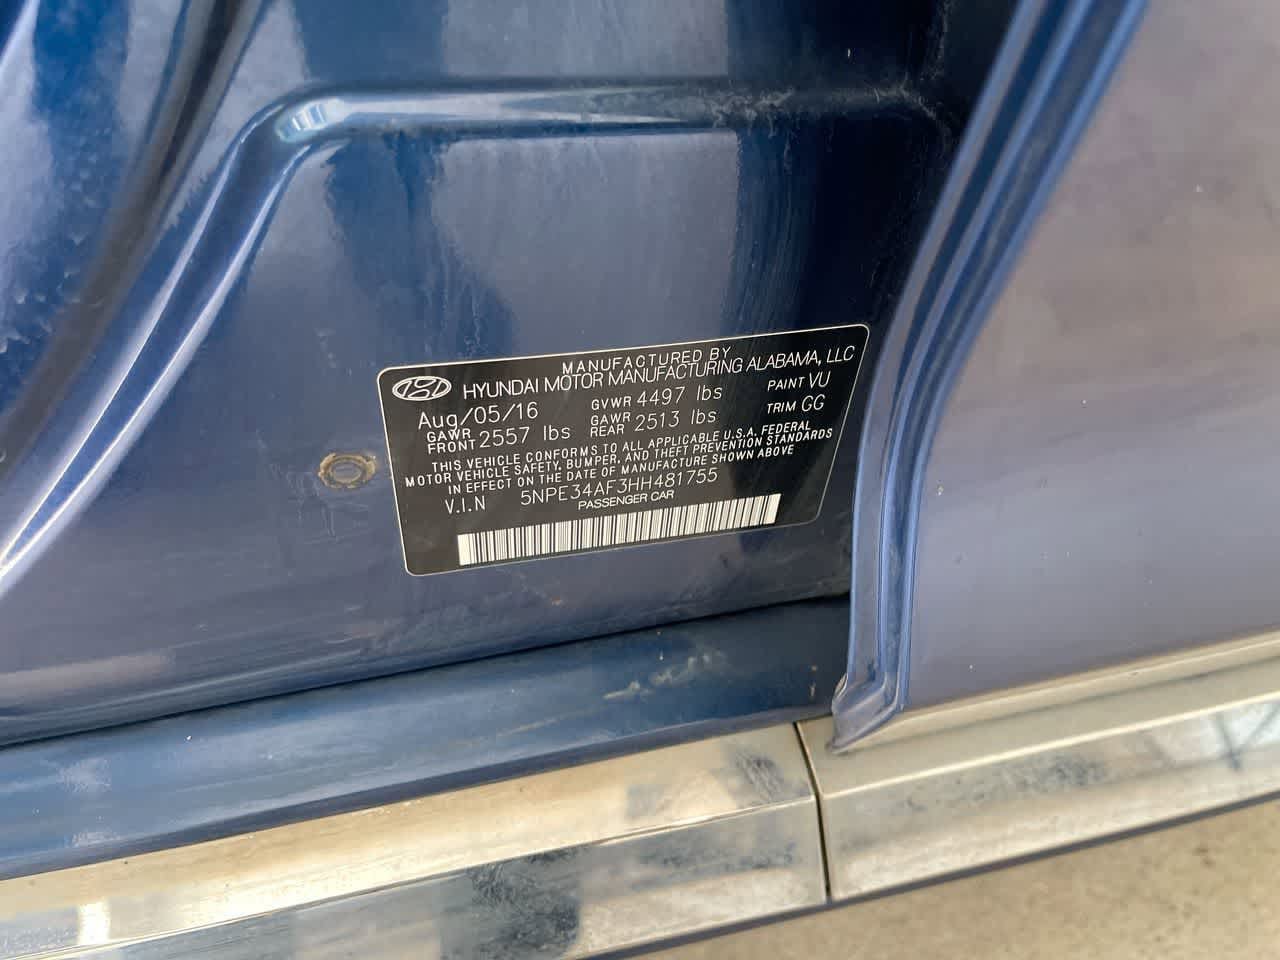 MANUFACTURED BY
HYUNDAI MOTOR MANUFACTURING ALABAMA, LLC
Aug/05/16 GVWR 4497 lbs PAINT VU
GAWR FRONT 2557 lbs GAWR REAR 2513 lbs TRIM GG
THIS VEHICLE CONFORMS TO ALL APPLICABLE U.S.A. FEDERAL
MOTOR VEHICLE SAFETY, BUMPER, AND THEFT PREVENTION STANDARDS
IN EFFECT ON THE DATE OF MANUFACTURE SHOWN ABOVE
V.I.N 5NPE34AF3HH481755
PASSENGER CAR